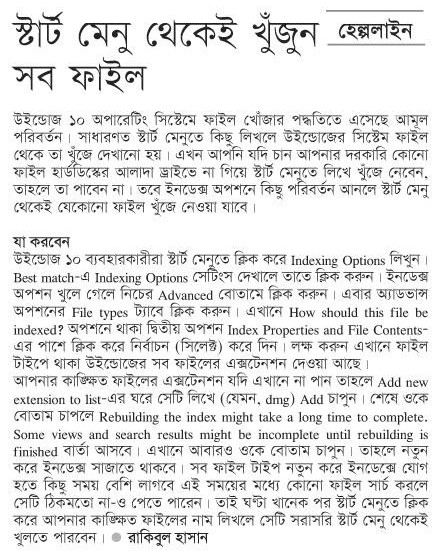 স্টার্ট মেনু থেকেই খুঁজুন
হেল্পলাইন
সব ফাইল
উইন্ডোজ ১০ অপারেটিং সিস্টেমে ফাইল খোঁজার পদ্ধতিতে এসেছে আমূল
পরিবর্তন। সাধারণত স্টার্ট মেনুতে কিছু লিখলে উইন্ডোজের সিস্টেম ফাইল
থেকে তা খুঁজে দেখানো হয়। এখন আপনি যদি চান আপনার দরকারি কোনো
ফাইল হার্ডডিস্কের আলাদা ড্রাইভে না গিয়ে স্টার্ট মেনুতে লিখে খুঁজে নেবেন,
তাহলে তা পাবেন না। তবে ইনডেক্স অপশনে কিছু পরিবর্তন আনলে স্টার্ট মেনু
থেকেই যেকোনো ফাইল খুঁজে নেওয়া যাবে।
যা করবেন
উইন্ডোজ ১০ ব্যবহারকারীরা স্টার্ট মেনুতে ক্লিক করে Indexing Options লিখুন।
Best match-এ Indexing Options সেটিংস দেখালে তাতে ক্লিক করুন। ইনডেক্স
অপশন খুলে গেলে নিচের Advanced বোতামে ক্লিক করুন। এবার অ্যাডভান্স
অপশনের File types ট্যাবে ক্লিক করুন। এখানে How should this file be
indexed? অপশনে থাকা দ্বিতীয় অপশন Index Properties and File Contents-
এর পাশে ক্লিক করে নির্বাচন (সিলেক্ট) করে দিন। লক্ষ করুন এখানে ফাইল
টাইপে থাকা উইন্ডোজের সব ফাইলের এক্সটেনশন দেওয়া আছে।
আপনার কাঙ্ক্ষিত ফাইলের এক্সটেনশন যদি এখানে না পান তাহলে Add new
extension to list-এর ঘরে সেটি লিখে (যেমন, dmg) Add চাপুন। শেষে ওকে
বোতাম চাপলে Rebuilding the index might take a long time to complete.
Some views and search results might be incomplete until rebuilding is
finished বার্তা আসবে। এখানে আবারও ওকে বোতাম চাপুন। তাহলে নতুন
করে ইনডেক্স সাজাতে থাকবে। সব ফাইল টাইপ নতুন করে ইনডেক্সে যোগ
হতে কিছু সময় বেশি লাগবে এই সময়ের মধ্যে কোনো ফাইল সার্চ করলে
সেটি ঠিকমতো না-ও পেতে পারেন। তাই ঘণ্টা খানেক পর স্টার্ট মেনুতে ক্লিক
করে আপনার কাঙ্ক্ষিত ফাইলের নাম লিখলে সেটি সরাসরি স্টার্ট মেনু থেকেই
খুলতে পারবেন। ● রাকিবুল হাসান